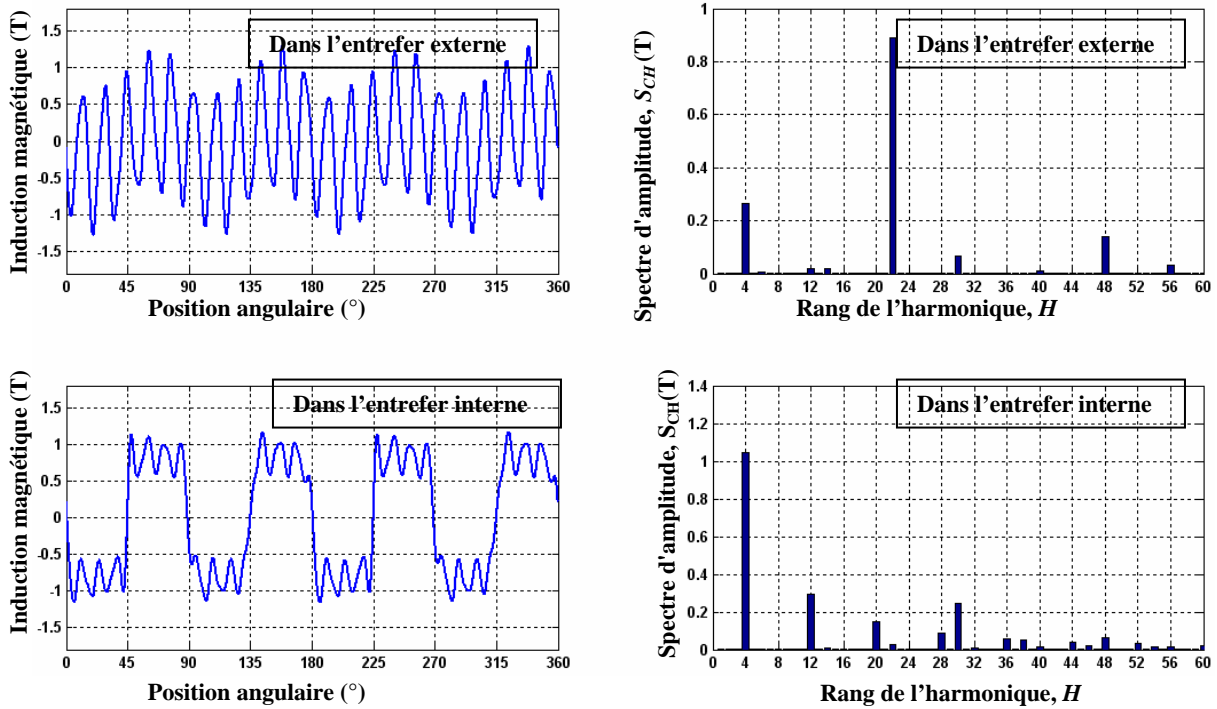 Induction magnétique (T)
1.5
1
0.5
0
-0.5
-1
-1.5
Dans l'entrefer externe
0 45 90 135 180 225 270 315 360
Position angulaire (°)
Spectre d'amplitude, S_CH (T)
1
0.8
0.6
0.4
0.2
0
Dans l'entrefer externe
0 4 8 12 16 20 24 28 32 36 40 44 48 52 56 60
Rang de l'harmonique, H
Induction magnétique (T)
1.5
1
0.5
0
-0.5
-1
-1.5
Dans l'entrefer interne
0 45 90 135 180 225 270 315 360
Position angulaire (°)
Spectre d'amplitude, S_CH(T)
1.4
1.2
1
0.8
0.6
0.4
0.2
0
Dans l'entrefer interne
0 4 8 12 16 20 24 28 32 36 40 44 48 52 56 60
Rang de l'harmonique, H